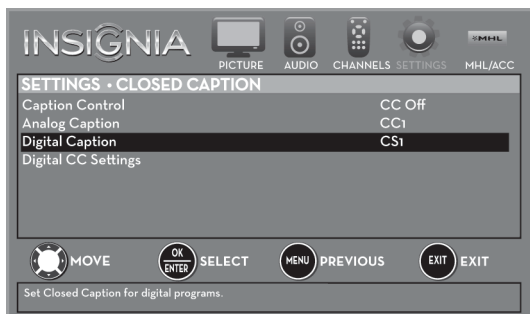 INSIGNIA
PICTURE AUDIO CHANNELS SETTINGS MHL/ACC
MHL
SETTINGS • CLOSED CAPTION
Caption Control CC Off
Analog Caption CC1
Digital Caption CS1
Digital CC Settings
MOVE OK ENTER SELECT MENU PREVIOUS EXIT EXIT
Set Closed Caption for digital programs.